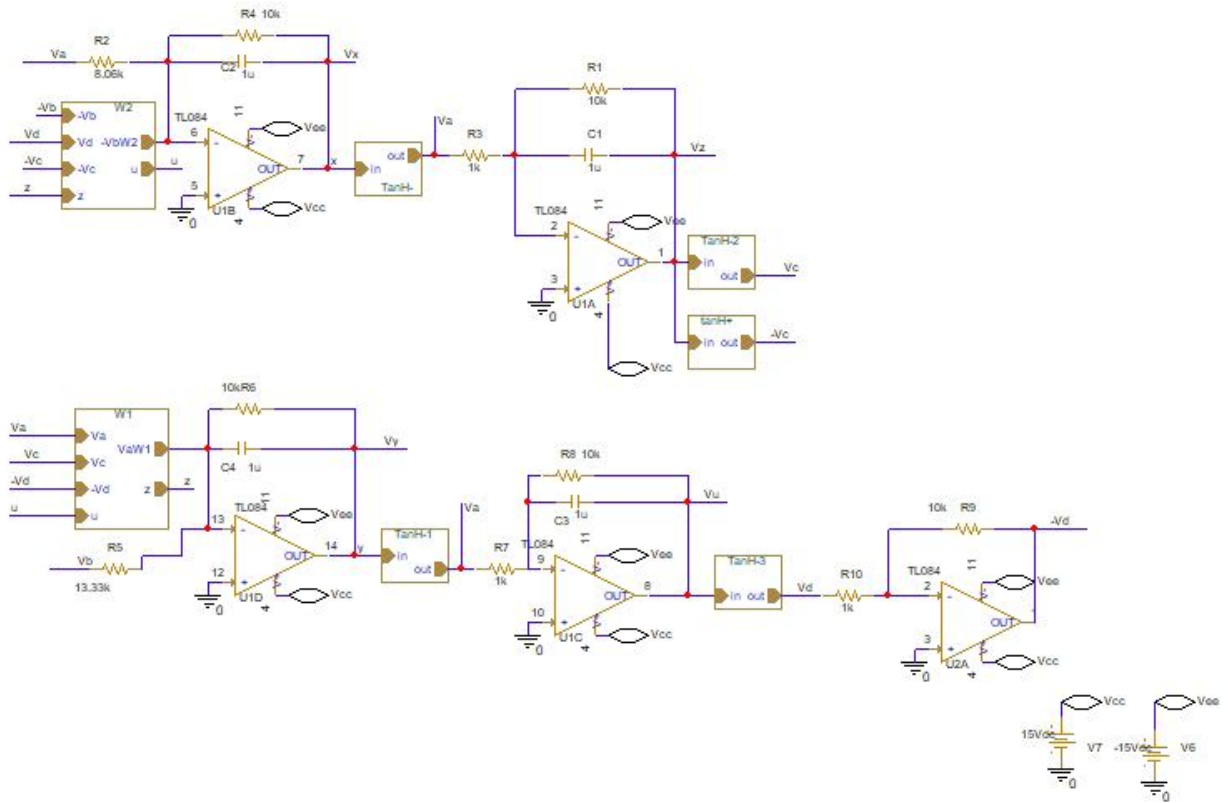 R4 10k
Va
R2
8.06k
C2
1u
Vx
-Vb
Vd
-Vc
z
W2
-Vb
Vd
-Vc
z
-VbW2
u
u
TL084
11
Vee
6
-
7
OUT
x
5
+
0
U1B
4
Vcc
in
out
TanH-
Va
R3
1k
R1
10k
C1
1u
Vz
TL084
11
Vee
2
-
1
OUT
3
+
0
U1A
4
Vcc
TanH-2
in
out
Vc
tanH+
in out
-Vc
10kR6
W1
Va
Vc
-Vd
u
Va
Vc
-Vd
u
VaW1
z
z
C4 1u
Vy
Vb
R5
13.33k
TL084
11
Vee
13
-
14
OUT
y
12
+
0
U1D
4
Vcc
TanH-1
in
out
Va
R7
1k
R8 10k
C3
1u
Vu
TL084
11
Vee
9
-
8
OUT
10
+
0
U1C
4
Vcc
TanH-3
in out
Vd
R10
1k
10k R9
-Vd
TL084
11
Vee
2
-
OUT
3
+
0
U2A
4
Vcc
Vcc
Vee
15Vdc
V7
-15Vdc
V6
0
0